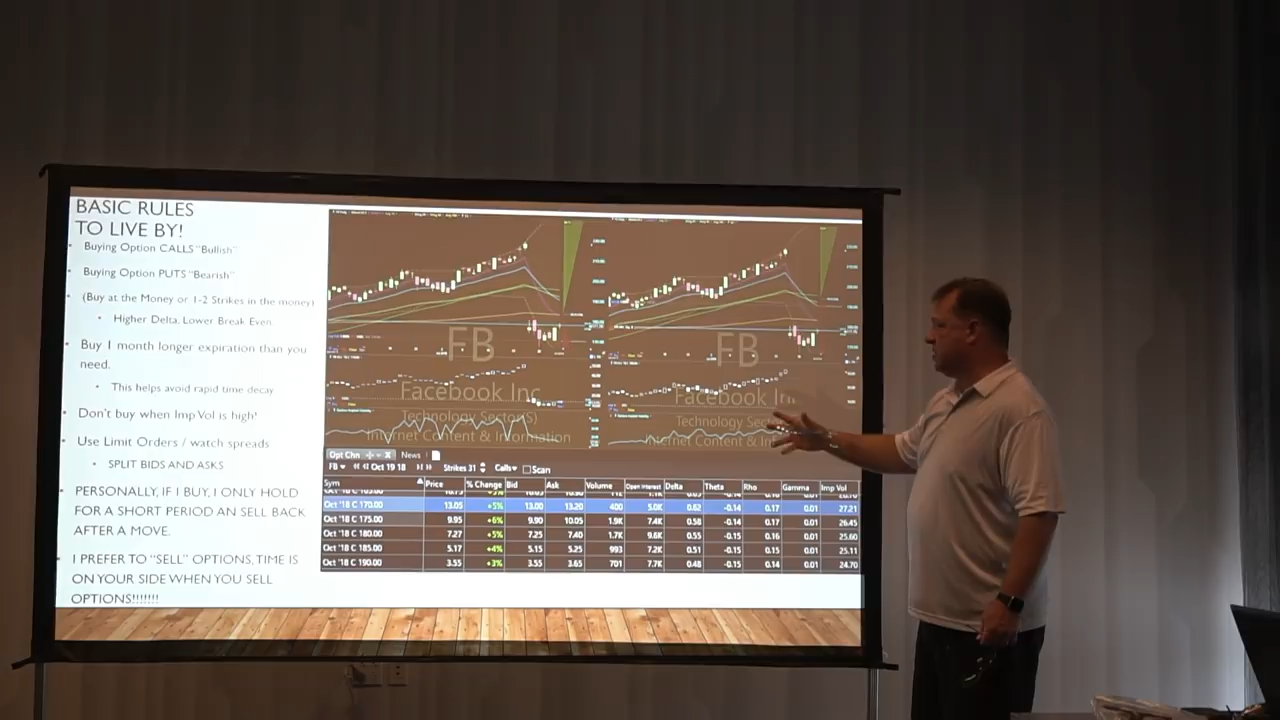 BASIC RULES
TO LIVE BY!
Buying Option CALLS "Bullish"
Buying Option PUTS "Bearish"
(Buy at the Money or 1-2 Strikes in the money)
Higher Delta, Lower Break Even
Buy 1 month longer expiration than you
need.
This helps avoid rapid time decay
Don't buy when Imp Vol is high!
Use Limit Orders / watch spreads
SPLIT BIDS AND ASKS
PERSONALLY, IF I BUY, I ONLY HOLD
FOR A SHORT PERIOD AN SELL BACK
AFTER A MOVE.
I PREFER TO "SELL" OPTIONS, TIME IS
ON YOUR SIDE WHEN YOU SELL
OPTIONS!!!!!!!
FB
Facebook Inc
Technology Sector(S)
Internet Content & Information
FB
Facebook Inc
Technology Sec
Internet Content & Information
Opt Chn News
FB Oct 19 18 Strikes 31 Calls Scan
Sym Price % Change Bid Ask Volume Open Interest Delta Theta Rho Gamma Imp Vol
Oct '18 C 170.00 13.05 +5% 13.00 13.20 400 5.0K 0.62 -0.14 0.17 0.01 27.21
Oct '18 C 175.00 9.95 +6% 9.90 10.05 1.9K 7.4K 0.58 -0.14 0.17 0.01 26.45
Oct '18 C 180.00 7.27 +5% 7.25 7.40 1.7K 9.6K 0.55 -0.15 0.16 0.01 25.60
Oct '18 C 185.00 5.17 +4% 5.15 5.25 993 7.2K 0.51 -0.15 0.15 0.01 25.11
Oct '18 C 190.00 3.55 +3% 3.55 3.65 701 7.7K 0.48 -0.15 0.14 0.01 24.70